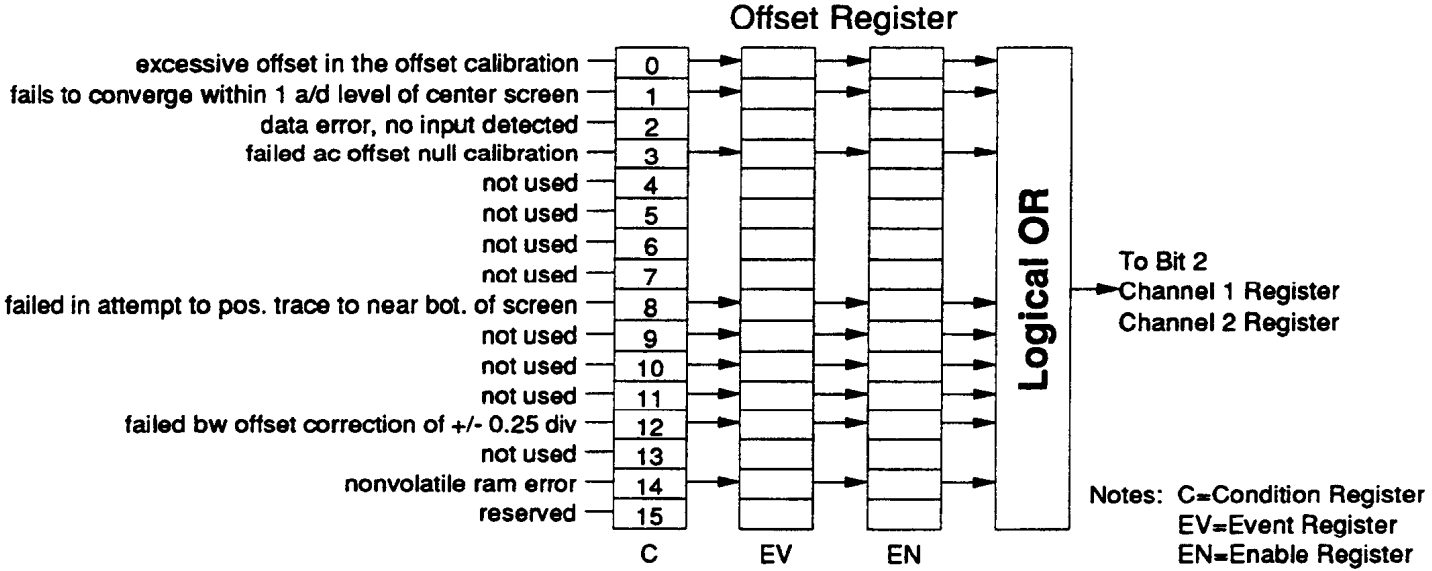 Offset Register
excessive offset in the offset calibration 0
fails to converge within 1 a/d level of center screen 1
data error, no input detected 2
failed ac offset null calibration 3
not used 4
not used 5
not used 6
not used 7
failed in attempt to pos. trace to near bot. of screen 8
not used 9
not used 10
not used 11
failed bw offset correction of +/- 0.25 div 12
not used 13
nonvolatile ram error 14
reserved 15
C EV EN
Logical OR
To Bit 2
Channel 1 Register
Channel 2 Register
Notes: C=Condition Register
EV=Event Register
EN=Enable Register